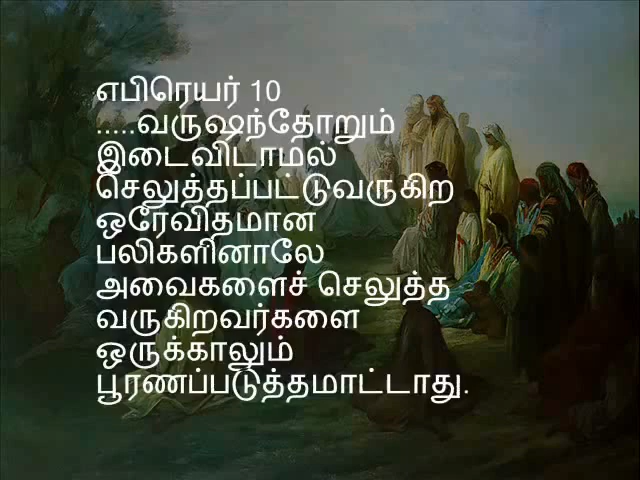 எபிரெயர் 10
.....வருஷந்தோறும்
இடைவிடாமல்
செலுத்தப்பட்டுவருகிற
ஒரேவிதமான
பலிகளினாலே
அவைகளைச் செலுத்த
வருகிறவர்களை
ஒருக்காலும்
பூரணப்படுத்தமாட்டாது.